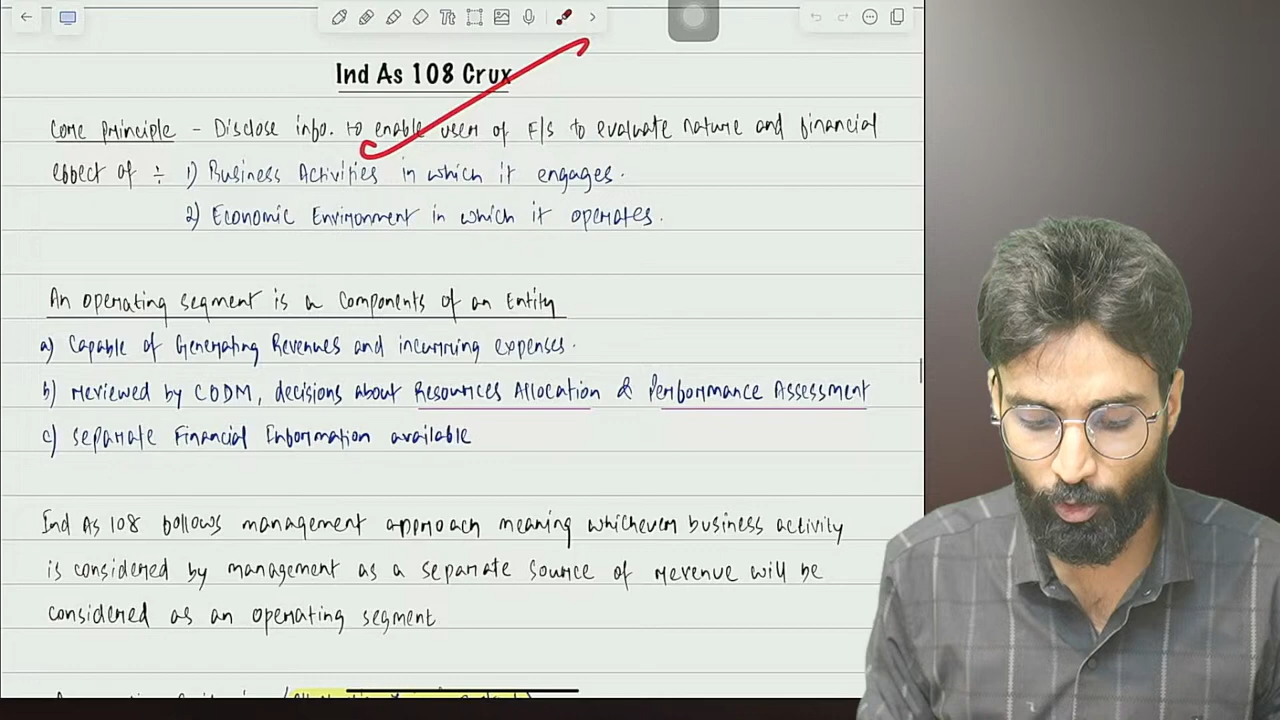 Ind As 108 Crux
Core principle - Disclose info. to enable user of F/s to evaluate nature and financial
effect of ÷ 1) Business Activities in which it engages.
2) Economic Environment in which it operates.
An operating segment is a Components of an Entity
a) Capable of Generating Revenues and incurring expenses.
b) reviewed by CODM, decisions about Resources Allocation & Performance Assessment
c) separate Financial Information available
Ind As 108 follows management approach meaning whichever business activity
is considered by management as a separate source of revenue will be
considered as an operating segment